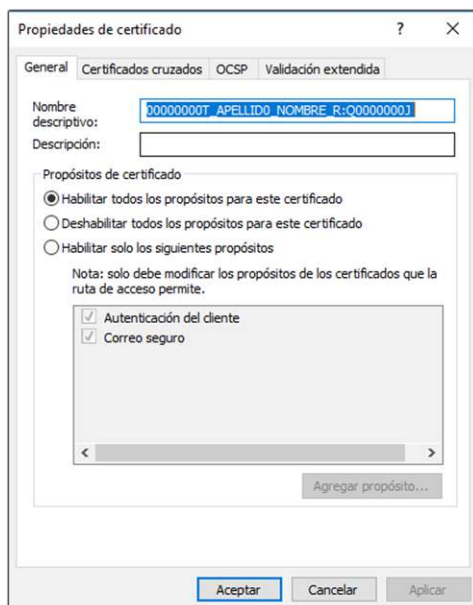 Propiedades de certificado
General Certificados cruzados OCSP Validación extendida
Nombre descriptivo: 00000000T_APELLID0_NOMBRE_R:Q0000000J
Descripción:
Propósitos de certificado
Habilitar todos los propósitos para este certificado
Deshabilitar todos los propósitos para este certificado
Habilitar solo los siguientes propósitos
Nota: solo debe modificar los propósitos de los certificados que la
ruta de acceso permite.
Autenticación del cliente
Correo seguro
Agregar propósito...
Aceptar Cancelar Aplicar